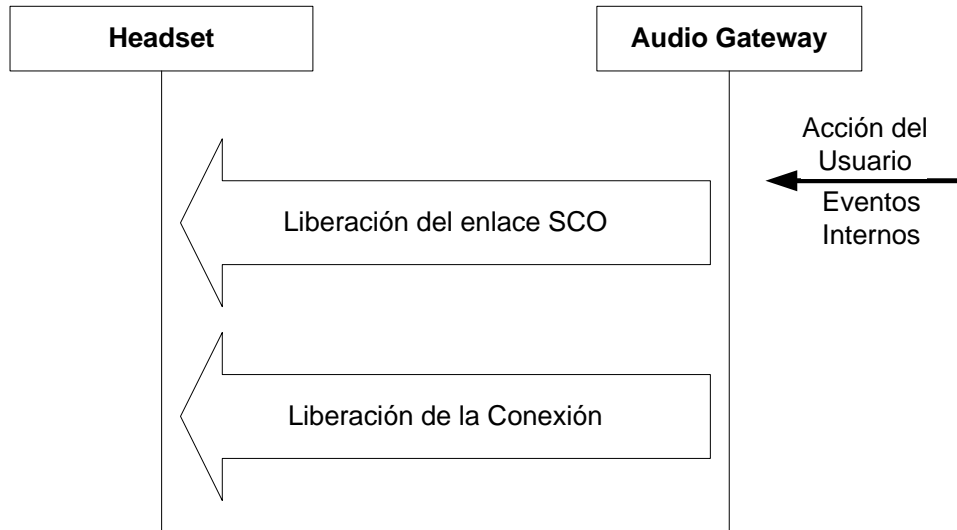 Headset
Audio Gateway
Acción del
Usuario
Eventos
Internos
Liberación del enlace SCO
Liberación de la Conexión